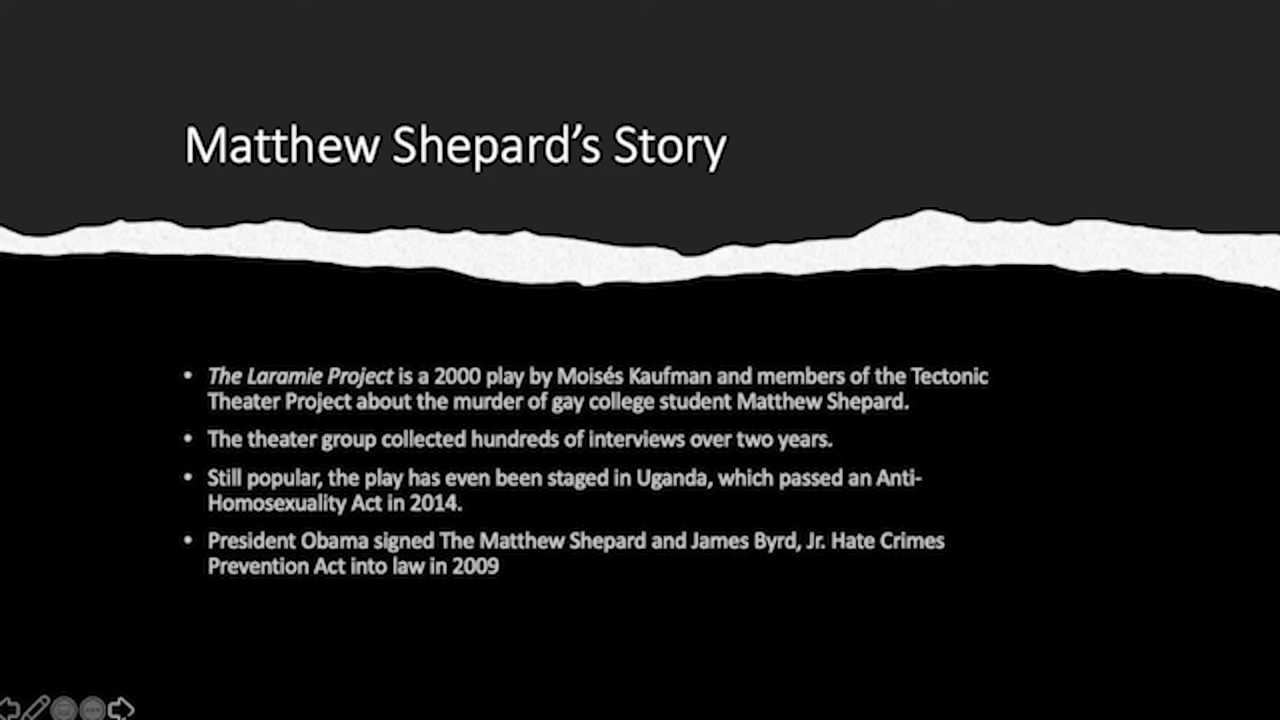 Matthew Shepard’s Story
• The Laramie Project is a 2000 play by Moisés Kaufman and members of the Tectonic
Theater Project about the murder of gay college student Matthew Shepard.
• The theater group collected hundreds of interviews over two years.
• Still popular, the play has even been staged in Uganda, which passed an Anti-
Homosexuality Act in 2014.
• President Obama signed The Matthew Shepard and James Byrd, Jr. Hate Crimes
Prevention Act into law in 2009